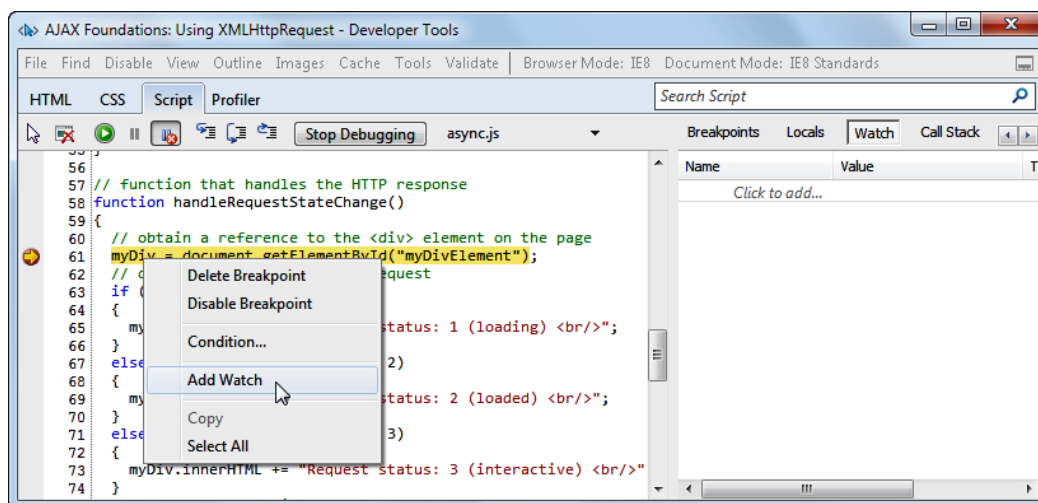 AJAX Foundations: Using XMLHttpRequest - Developer Tools
File Find Disable View Outline Images Cache Tools Validate | Browser Mode: IE8 Document Mode: IE8 Standards
HTML CSS Script Profiler
Search Script
Stop Debugging async.js
Breakpoints Locals Watch Call Stack
Name Value T
Click to add...
55 }
56
57 // function that handles the HTTP response
58 function handleRequestStateChange()
59 {
60 // obtain a reference to the <div> element on the page
61 myDiv = document.getElementById("myDivElement");
62 //
63 if (
64 {
65 my status: 1 (loading) <br/>";
66 }
67 else 2)
68 {
69 my status: 2 (loaded) <br/>";
70 }
71 else 3)
72 {
73 myDiv.innerHTML += "Request status: 3 (interactive) <br/>"
74 }
Delete Breakpoint
Disable Breakpoint
Condition...
Add Watch
Copy
Select All